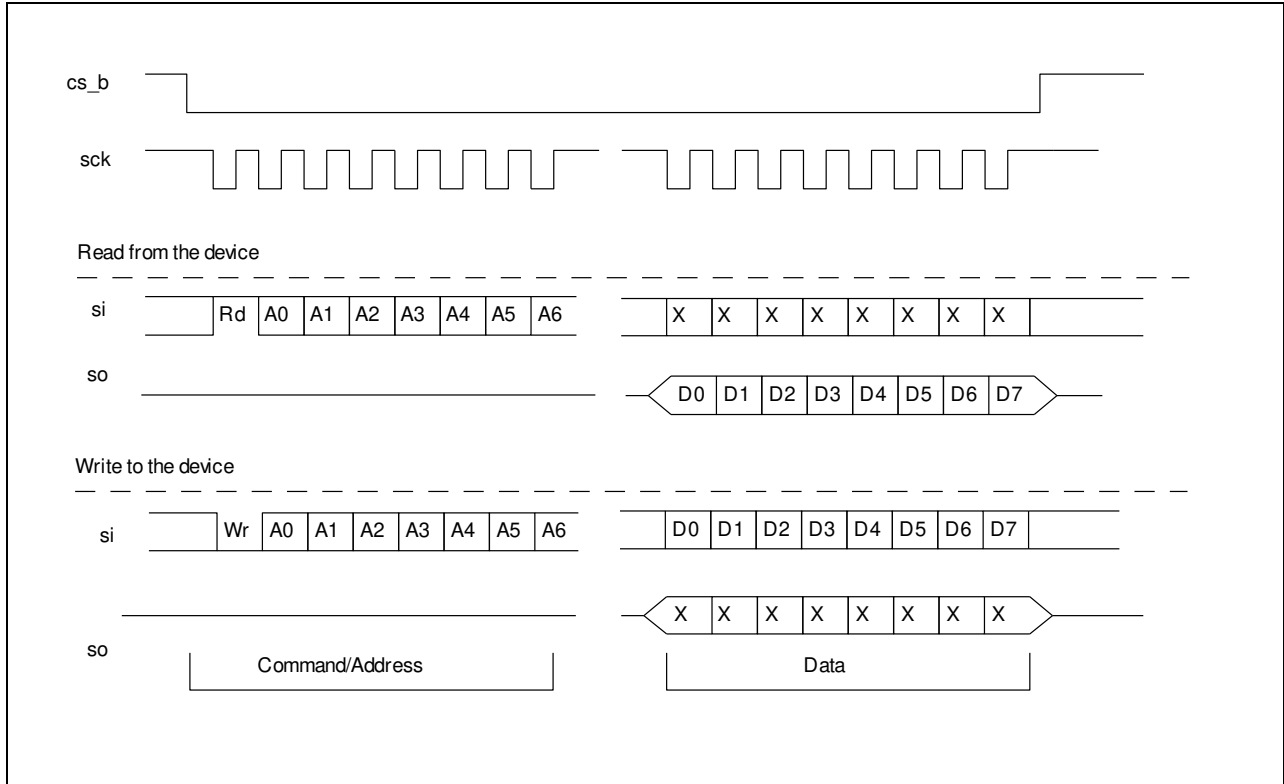 cs_b
sck
Read from the device
si Rd A0 A1 A2 A3 A4 A5 A6 X X X X X X X X
so D0 D1 D2 D3 D4 D5 D6 D7
Write to the device
si Wr A0 A1 A2 A3 A4 A5 A6 D0 D1 D2 D3 D4 D5 D6 D7
so X X X X X X X X
Command/Address Data